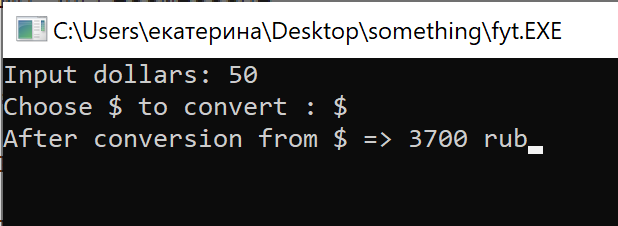 C:\Users\екатерина\Desktop\something\fyt.EXE
Input dollars: 50
Choose $ to convert : $
After conversion from $ => 3700 rub